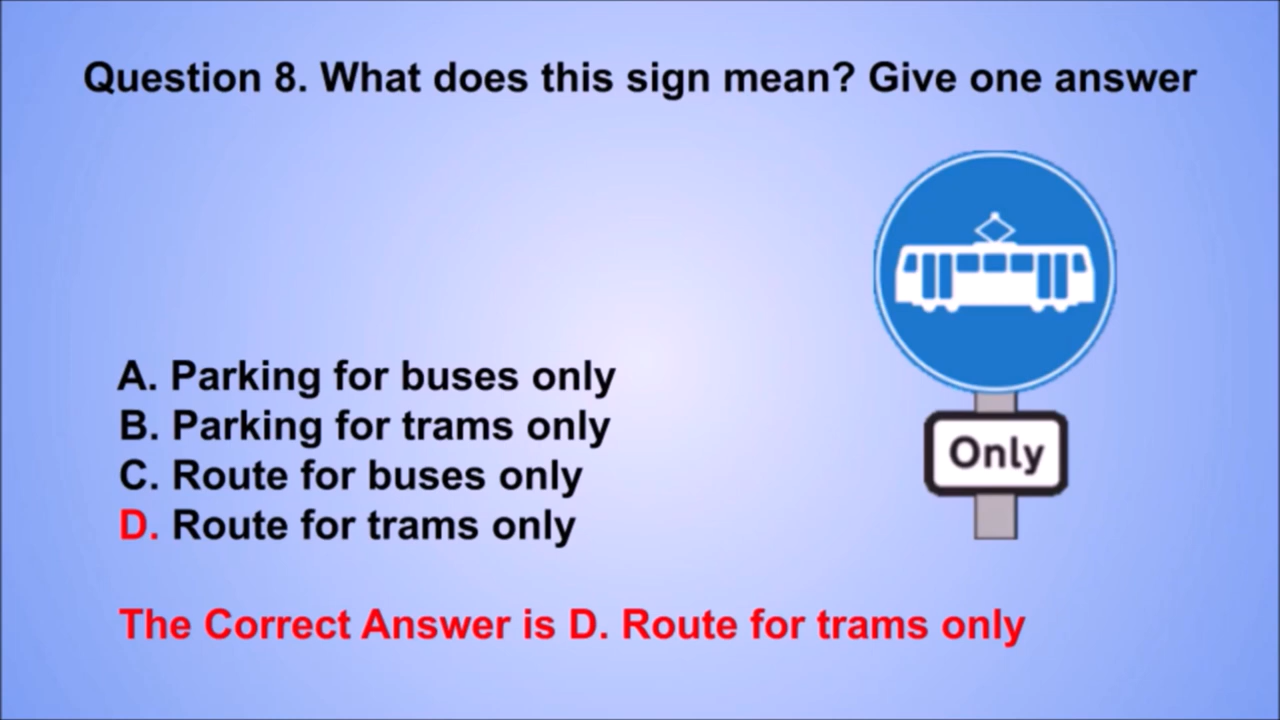 Question 8. What does this sign mean? Give one answer
Only
A. Parking for buses only
B. Parking for trams only
C. Route for buses only
D. Route for trams only
The Correct Answer is D. Route for trams only